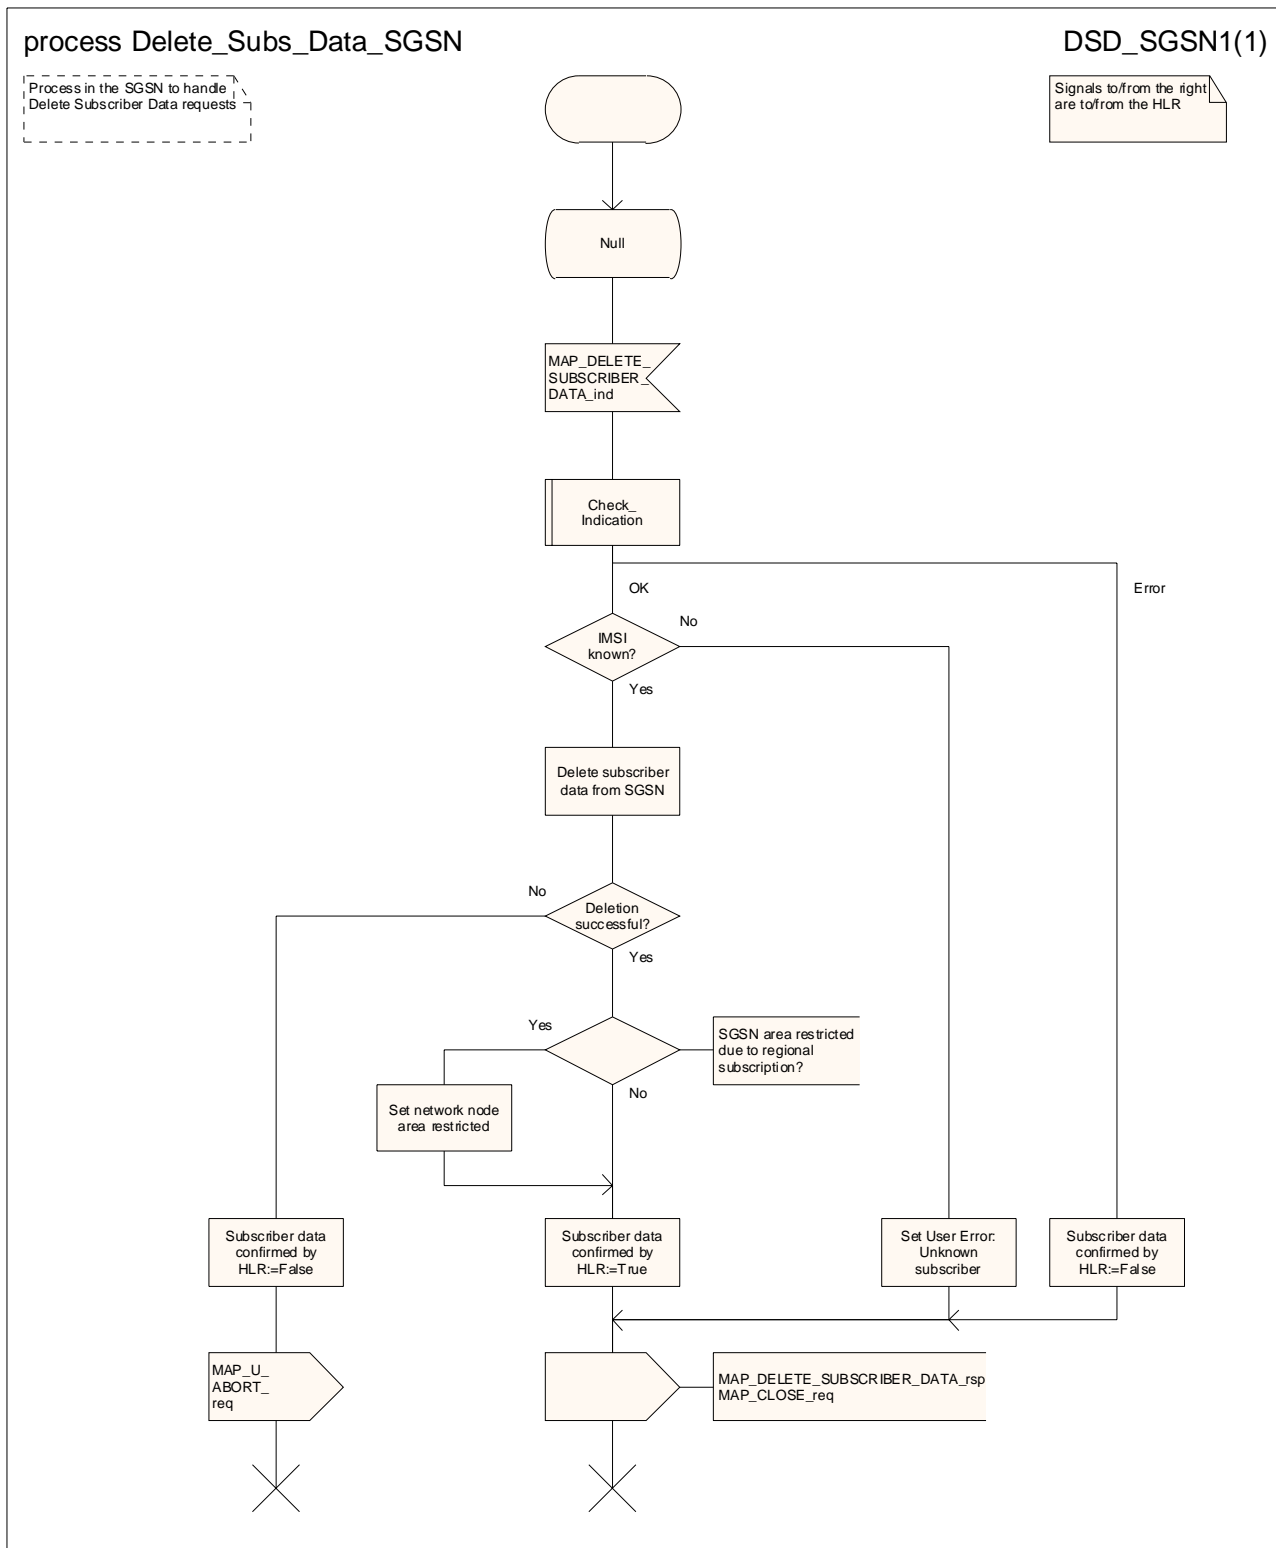 process Delete_Subs_Data_SGSN
DSD_SGSN1(1)
Process in the SGSN to handle
Delete Subscriber Data requests
Signals to/from the right
are to/from the HLR
Null
MAP_DELETE_
SUBSCRIBER_
DATA_ind
Check_
Indication
OK
Error
No
IMSI
known?
Yes
Delete subscriber
data from SGSN
No
Deletion
successful?
Yes
Yes
SGSN area restricted
due to regional
subscription?
No
Set network node
area restricted
Subscriber data
confirmed by
HLR:=False
Subscriber data
confirmed by
HLR:=True
Set User Error:
Unknown
subscriber
Subscriber data
confirmed by
HLR:=False
MAP_U_
ABORT_
req
MAP_DELETE_SUBSCRIBER_DATA_rsp
MAP_CLOSE_req